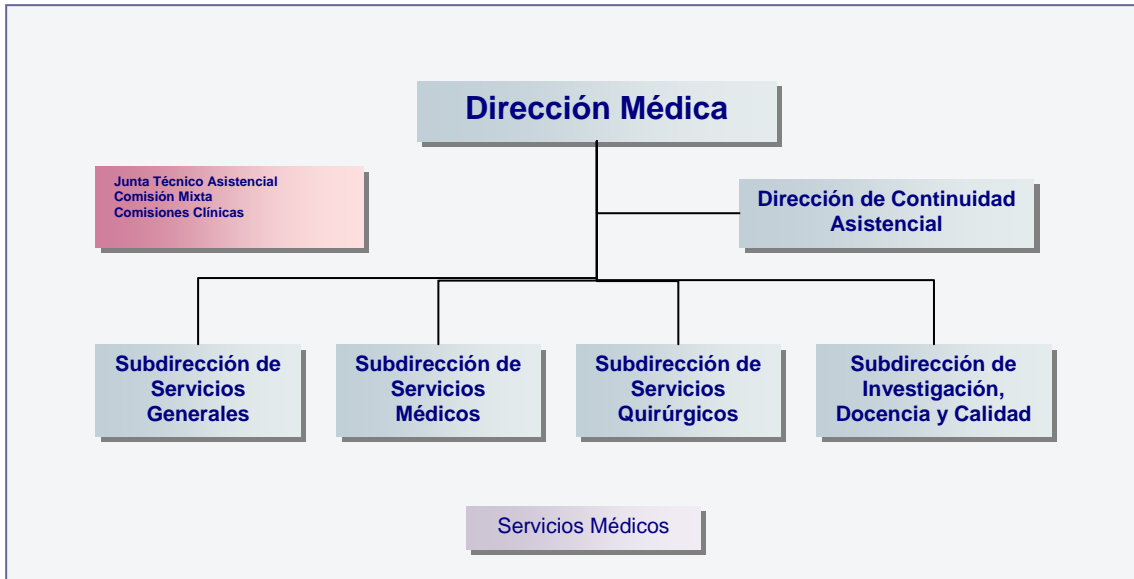 Dirección Médica
Junta Técnico Asistencial
Comisión Mixta
Comisiones Clínicas
Dirección de Continuidad
Asistencial
Subdirección de
Servicios
Generales
Subdirección de
Servicios
Médicos
Subdirección de
Servicios
Quirúrgicos
Subdirección de
Investigación,
Docencia y Calidad
Servicios Médicos